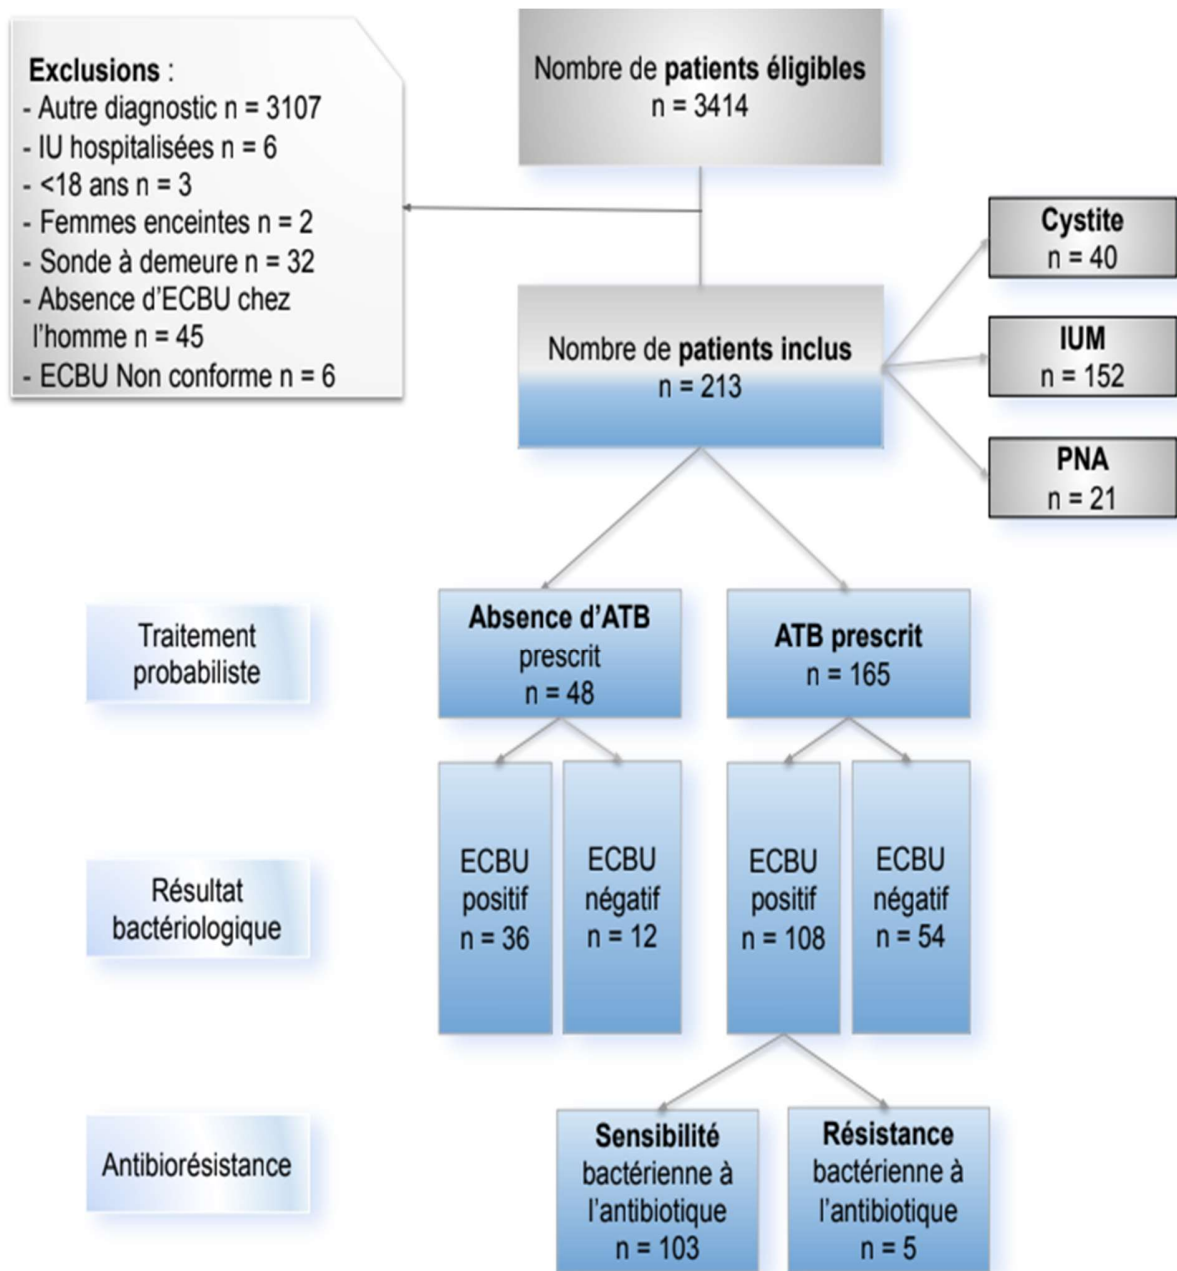 Exclusions :
- Autre diagnostic n = 3107
- IU hospitalisées n = 6
- <18 ans n = 3
- Femmes enceintes n = 2
- Sonde à demeure n = 32
- Absence d'ECBU chez
l'homme n = 45
- ECBU Non conforme n = 6
Nombre de patients éligibles
n = 3414
Nombre de patients inclus
n = 213
Cystite
n = 40
IUM
n = 152
PNA
n = 21
Traitement
probabiliste
Absence d'ATB
prescrit
n = 48
ATB prescrit
n = 165
Résultat
bactériologique
ECBU
positif
n = 36
ECBU
négatif
n = 12
ECBU
positif
n = 108
ECBU
négatif
n = 54
Antibiorésistance
Sensibilité
bactérienne à
l'antibiotique
n = 103
Résistance
bactérienne à
l'antibiotique
n = 5